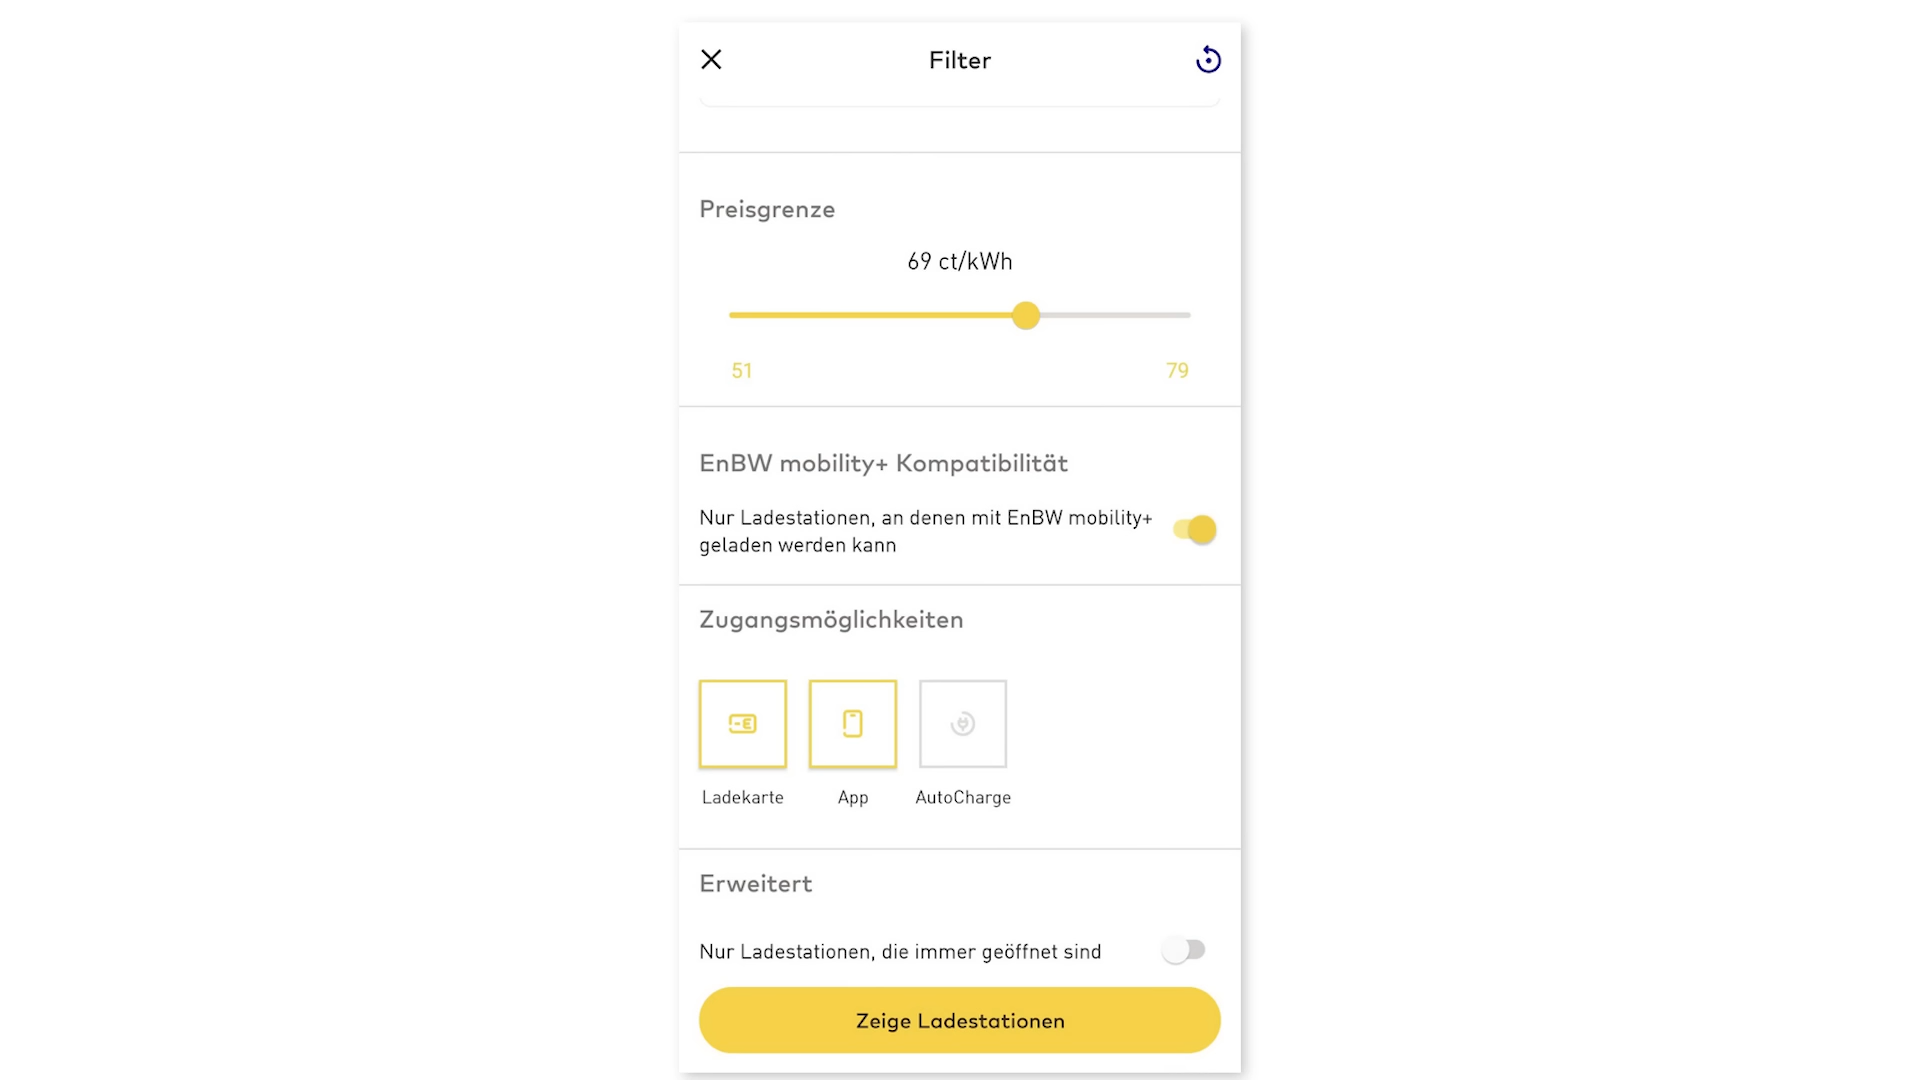 Filter
Preisgrenze
69 ct/kWh
51
79
EnBW mobility+ Kompatibilität
Nur Ladestationen, an denen mit EnBW mobility+
geladen werden kann
Zugangsmöglichkeiten
Ladekarte
App
AutoCharge
Erweitert
Nur Ladestationen, die immer geöffnet sind
Zeige Ladestationen